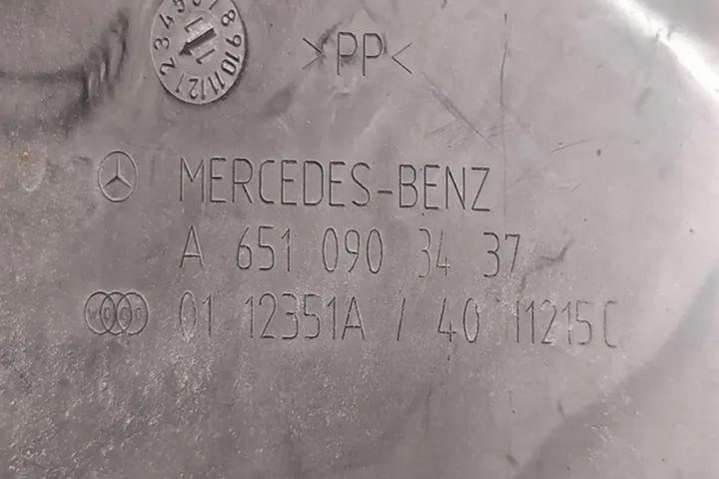 >PP<
MERCEDES-BENZ
A 651 090 34 37
01 12351A / 40 11215C